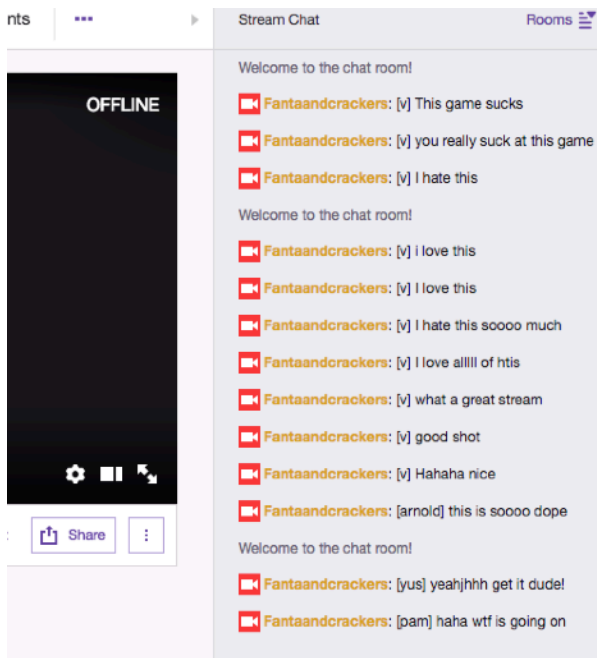 nts
Stream Chat
Rooms
Welcome to the chat room!
OFFLINE
Fantaandcrackers: [v] This game sucks
Fantaandcrackers: [v] you really suck at this game
Fantaandcrackers: [v] I hate this
Welcome to the chat room!
Fantaandcrackers: [v] i love this
Fantaandcrackers: [v] I love this
Fantaandcrackers: [v] I hate this soooo much
Fantaandcrackers: [v] I love alllll of htis
Fantaandcrackers: [v] what a great stream
Fantaandcrackers: [v] good shot
Fantaandcrackers: [v] Hahaha nice
Fantaandcrackers: [arnold] this is soooo dope
Share
Welcome to the chat room!
Fantaandcrackers: [yus] yeahjhhh get it dude!
Fantaandcrackers: [pam] haha wtf is going on